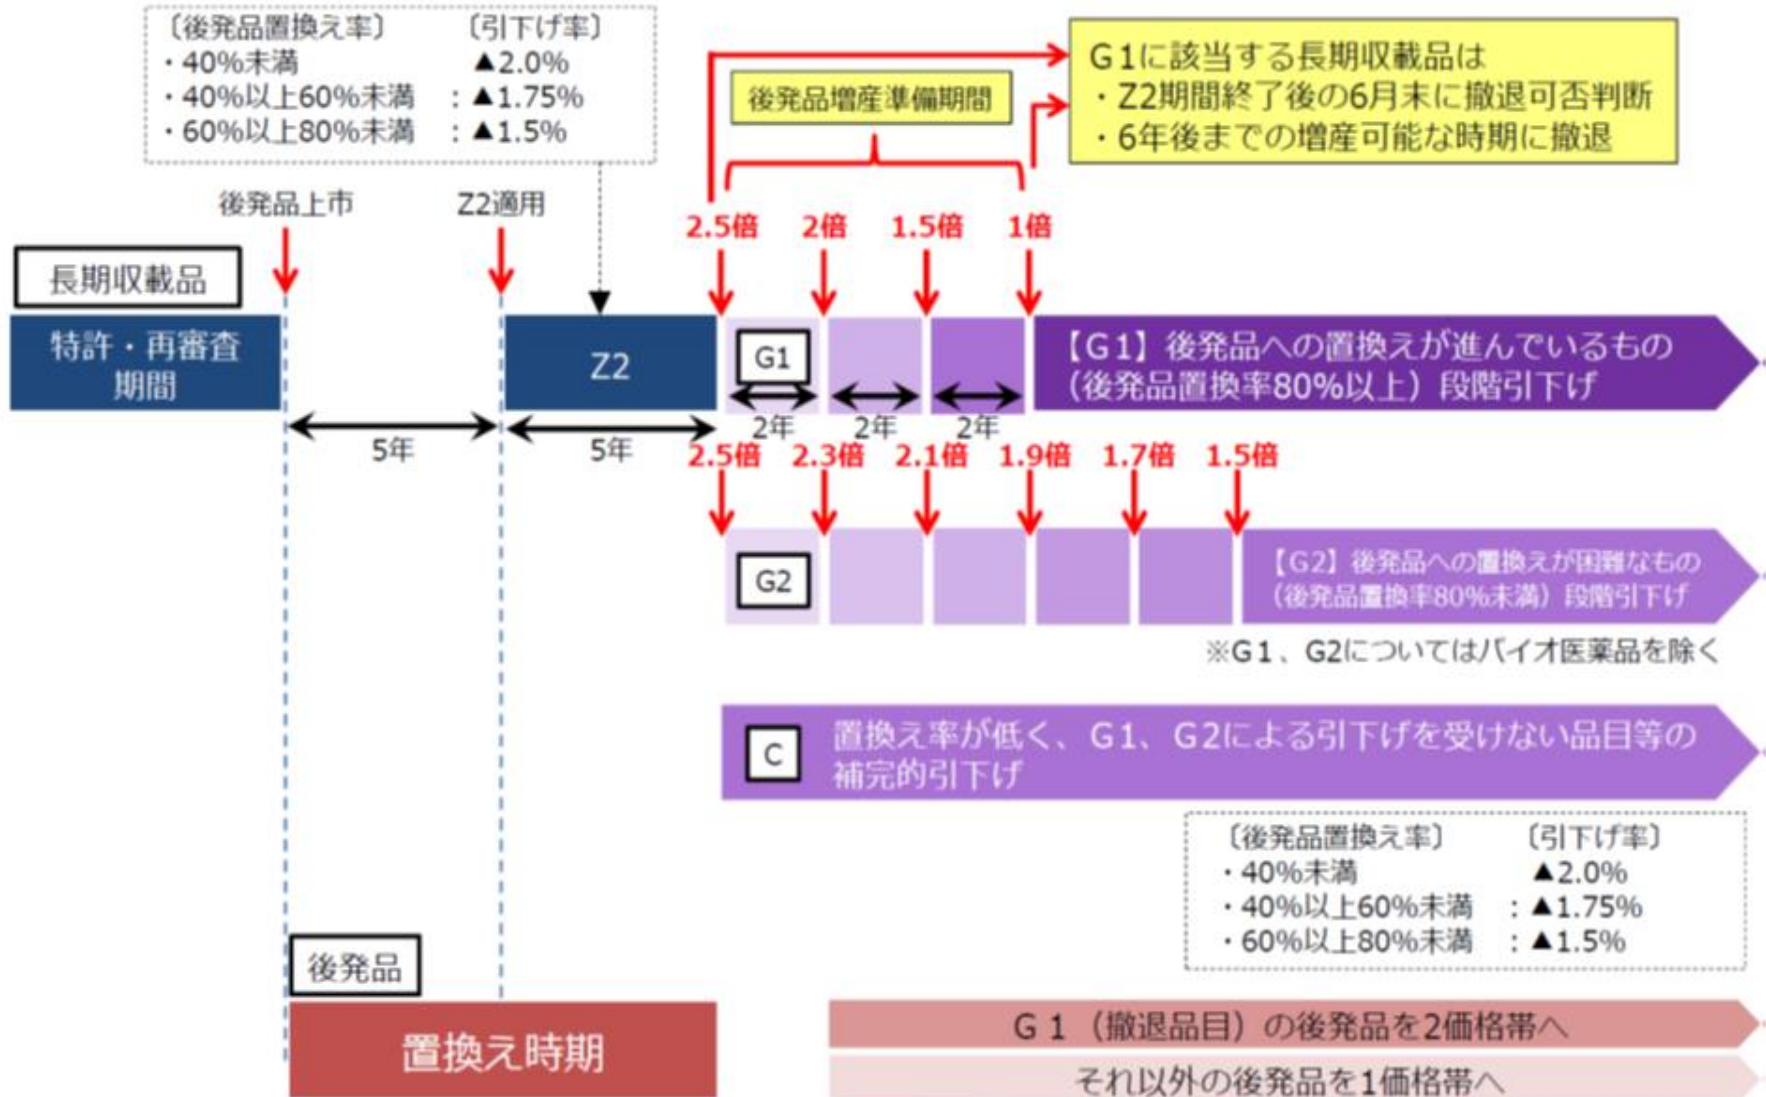 〔後発品置換え率〕 〔引下げ率〕
・40%未満 ▲2.0%
・40%以上60%未満 : ▲1.75%
・60%以上80%未満 : ▲1.5%
後発品増産準備期間
G1に該当する長期収載品は
・Z2期間終了後の6月末に撤退可否判断
・6年後までの増産可能な時期に撤退
後発品上市 Z2適用
2.5倍 2倍 1.5倍 1倍
長期収載品
特許・再審査
期間
Z2
G1
【G1】後発品への置換えが進んでいるもの
（後発品置換率80%以上）段階引下げ
5年 5年 2年 2年 2年
2.5倍 2.3倍 2.1倍 1.9倍 1.7倍 1.5倍
G2
【G2】後発品への置換えが困難なもの
（後発品置換率80%未満）段階引下げ
※G1、G2についてはバイオ医薬品を除く
C
置換え率が低く、G1、G2による引下げを受けない品目等の
補完的引下げ
〔後発品置換え率〕 〔引下げ率〕
・40%未満 ▲2.0%
・40%以上60%未満 : ▲1.75%
・60%以上80%未満 : ▲1.5%
後発品
置換え時期
G1（撤退品目）の後発品を2価格帯へ
それ以外の後発品を1価格帯へ